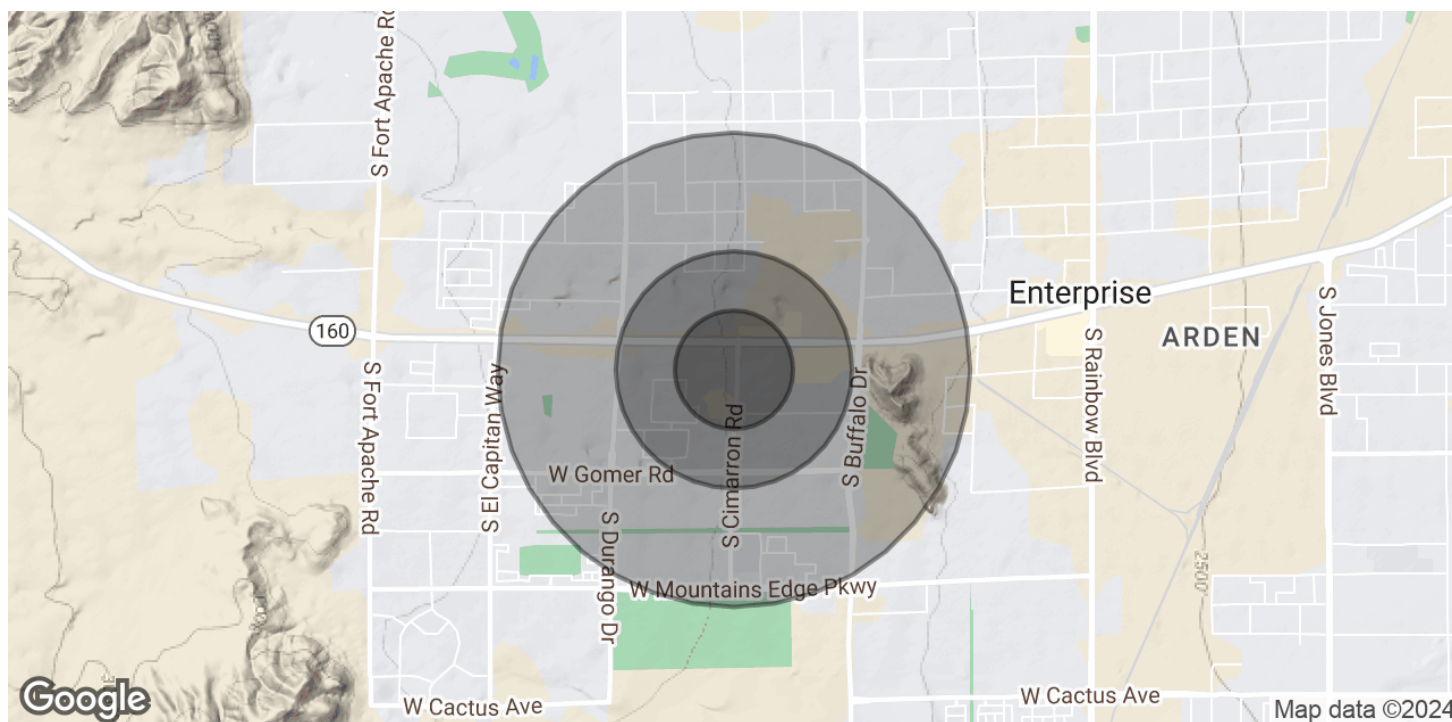 S Fort Apache Rd
160
Enterprise
ARDEN
S Fort Apache Rd
S El Capitan Way
S Durango Dr
S Cimarron Rd
S Buffalo Dr
S Rainbow Blvd
S Jones Blvd
W Gomer Rd
2500'
W Mountains Edge Pkwy
W Cactus Ave
W Cactus Ave
Google
Map data ©2024